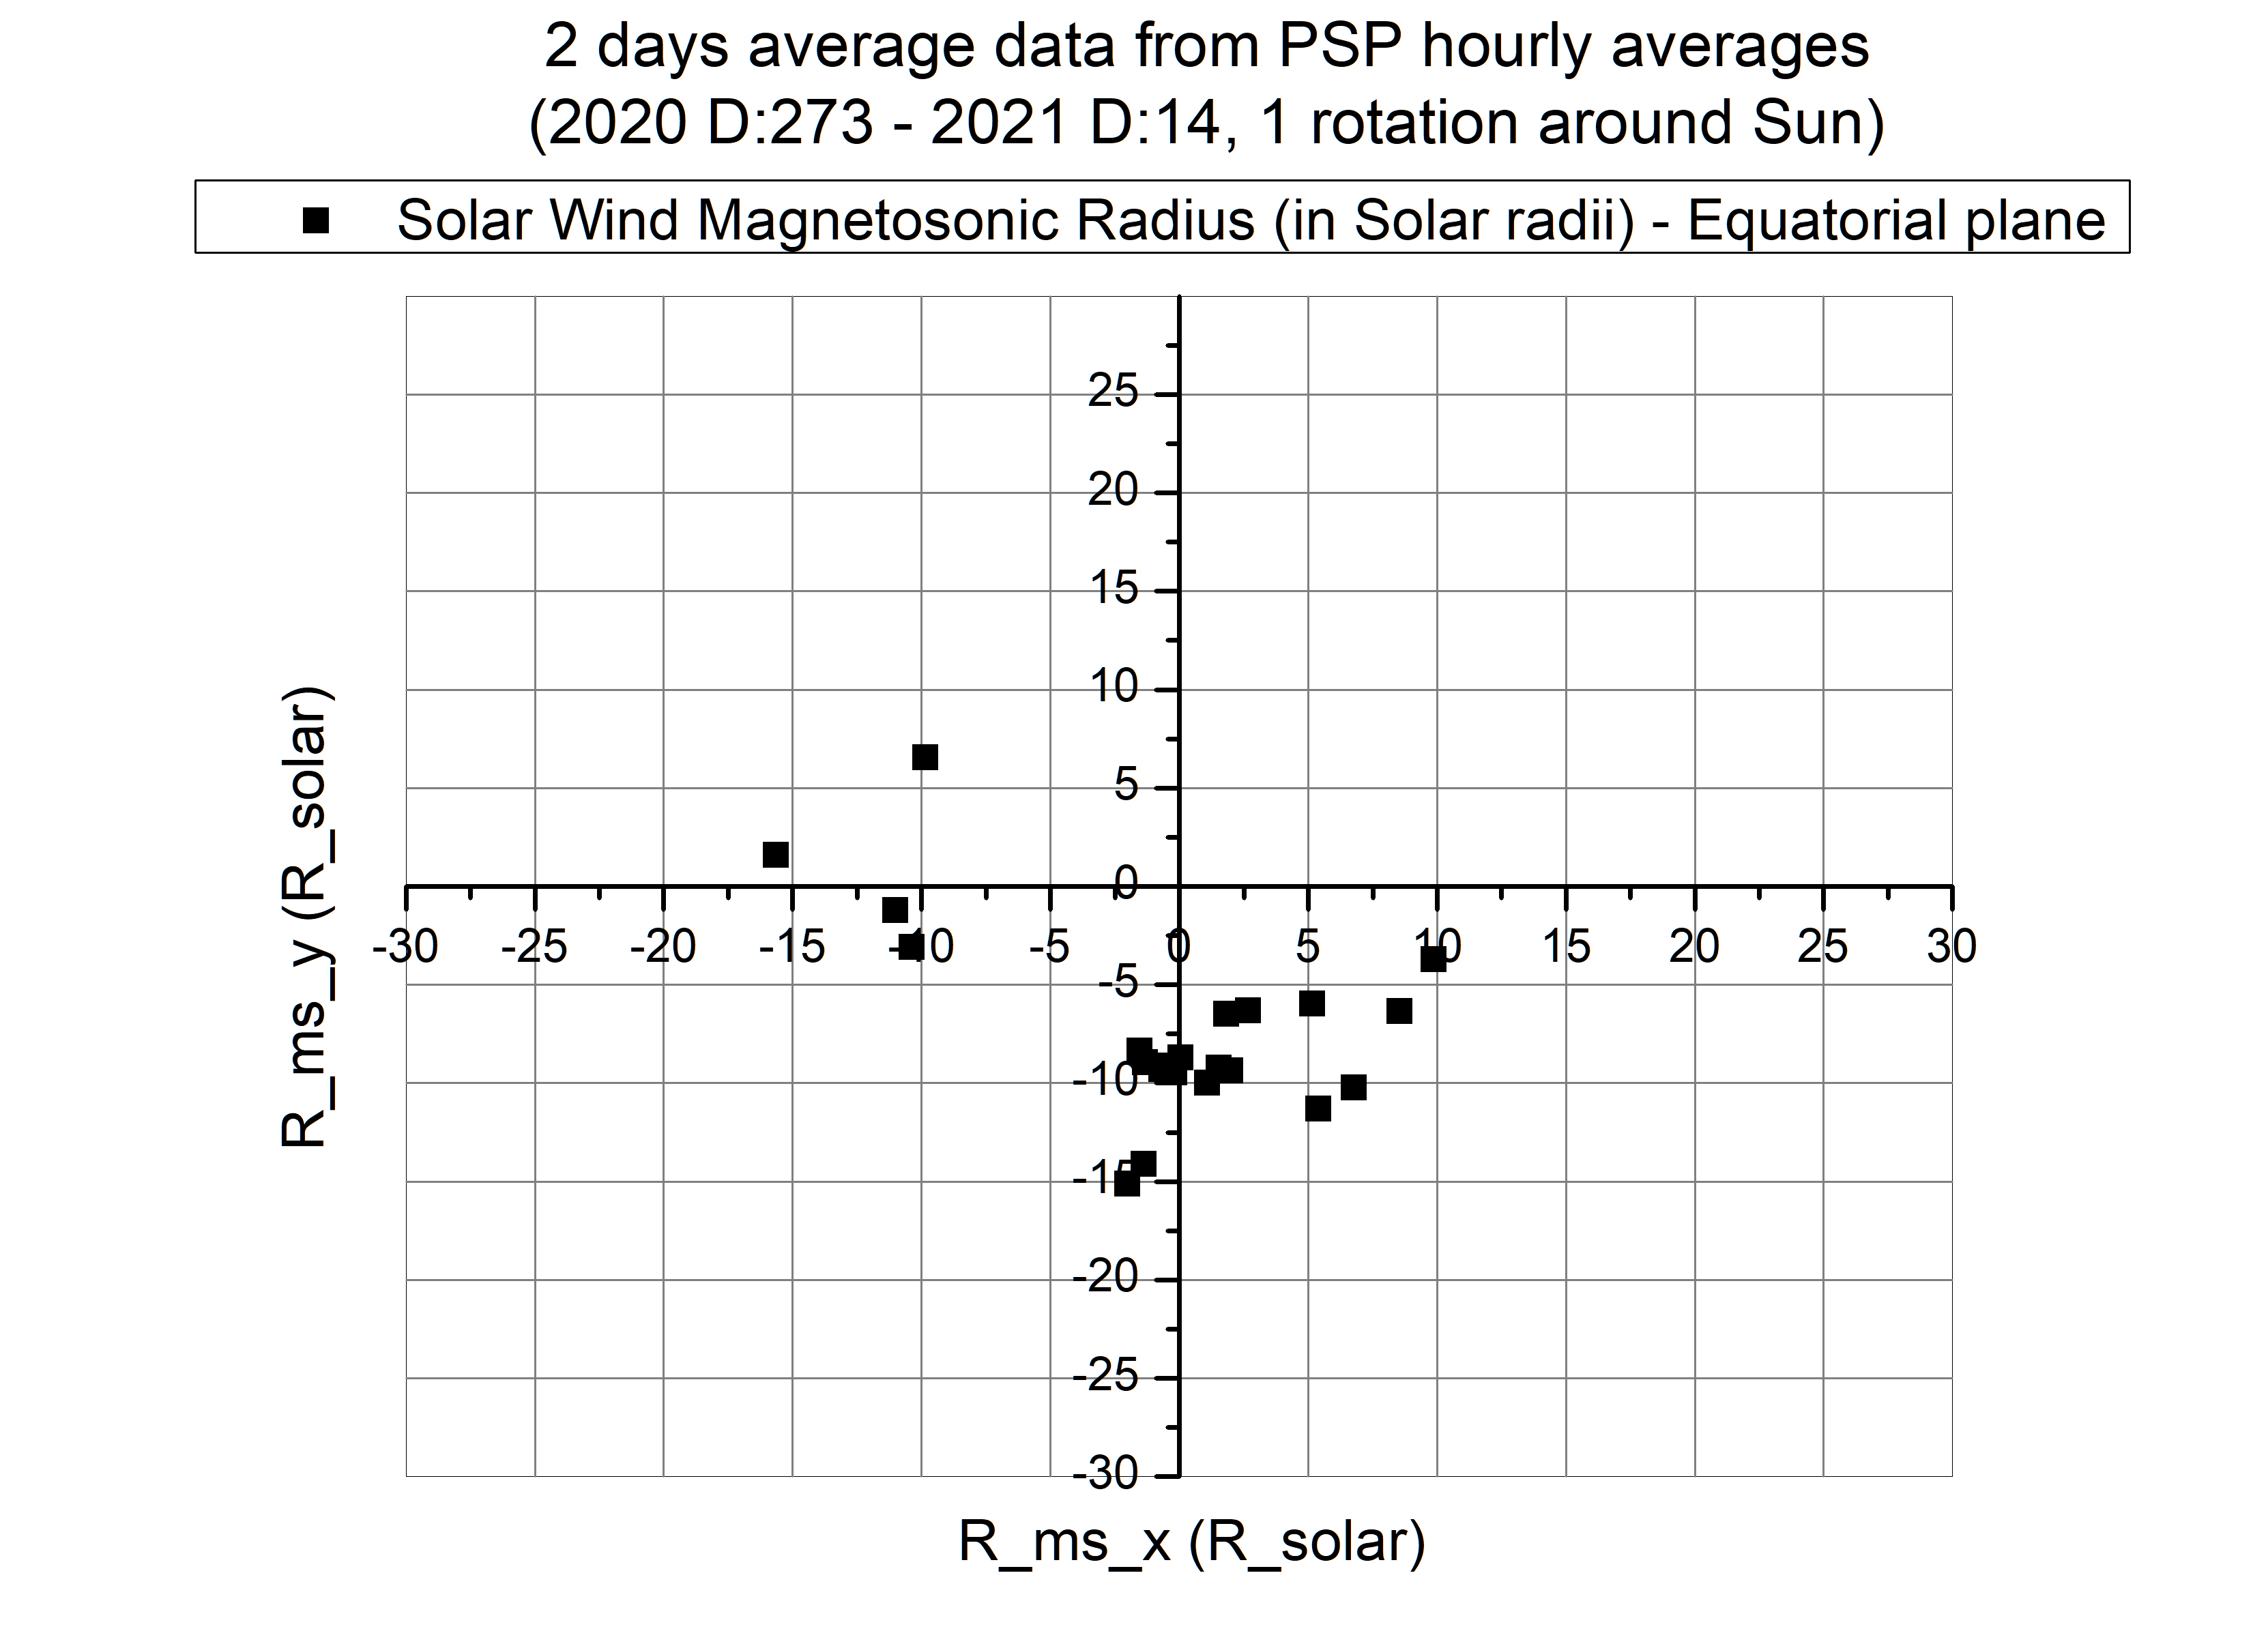 2 days average data from PSP hourly averages
(2020 D:273 - 2021 D:14, 1 rotation around Sun)
Solar Wind Magnetosonic Radius (in Solar radii) - Equatorial plane
25
20
15
10
5
0
-30 -25 -20 -15 -10 -5 0 5 10 15 20 25 30
-5
-10
-15
-20
-25
-30
R_ms_y (R_solar)
R_ms_x (R_solar)